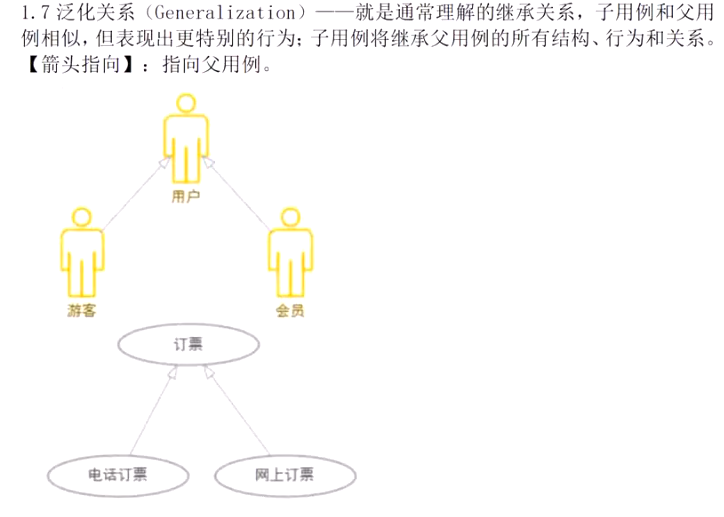 1.7 泛化关系（Generalization）——就是通常理解的继承关系，子用例和父用
例相似，但表现出更特别的行为；子用例将继承父用例的所有结构、行为和关系。
【箭头指向】：指向父用例。
用户
游客
会员
订票
电话订票
网上订票